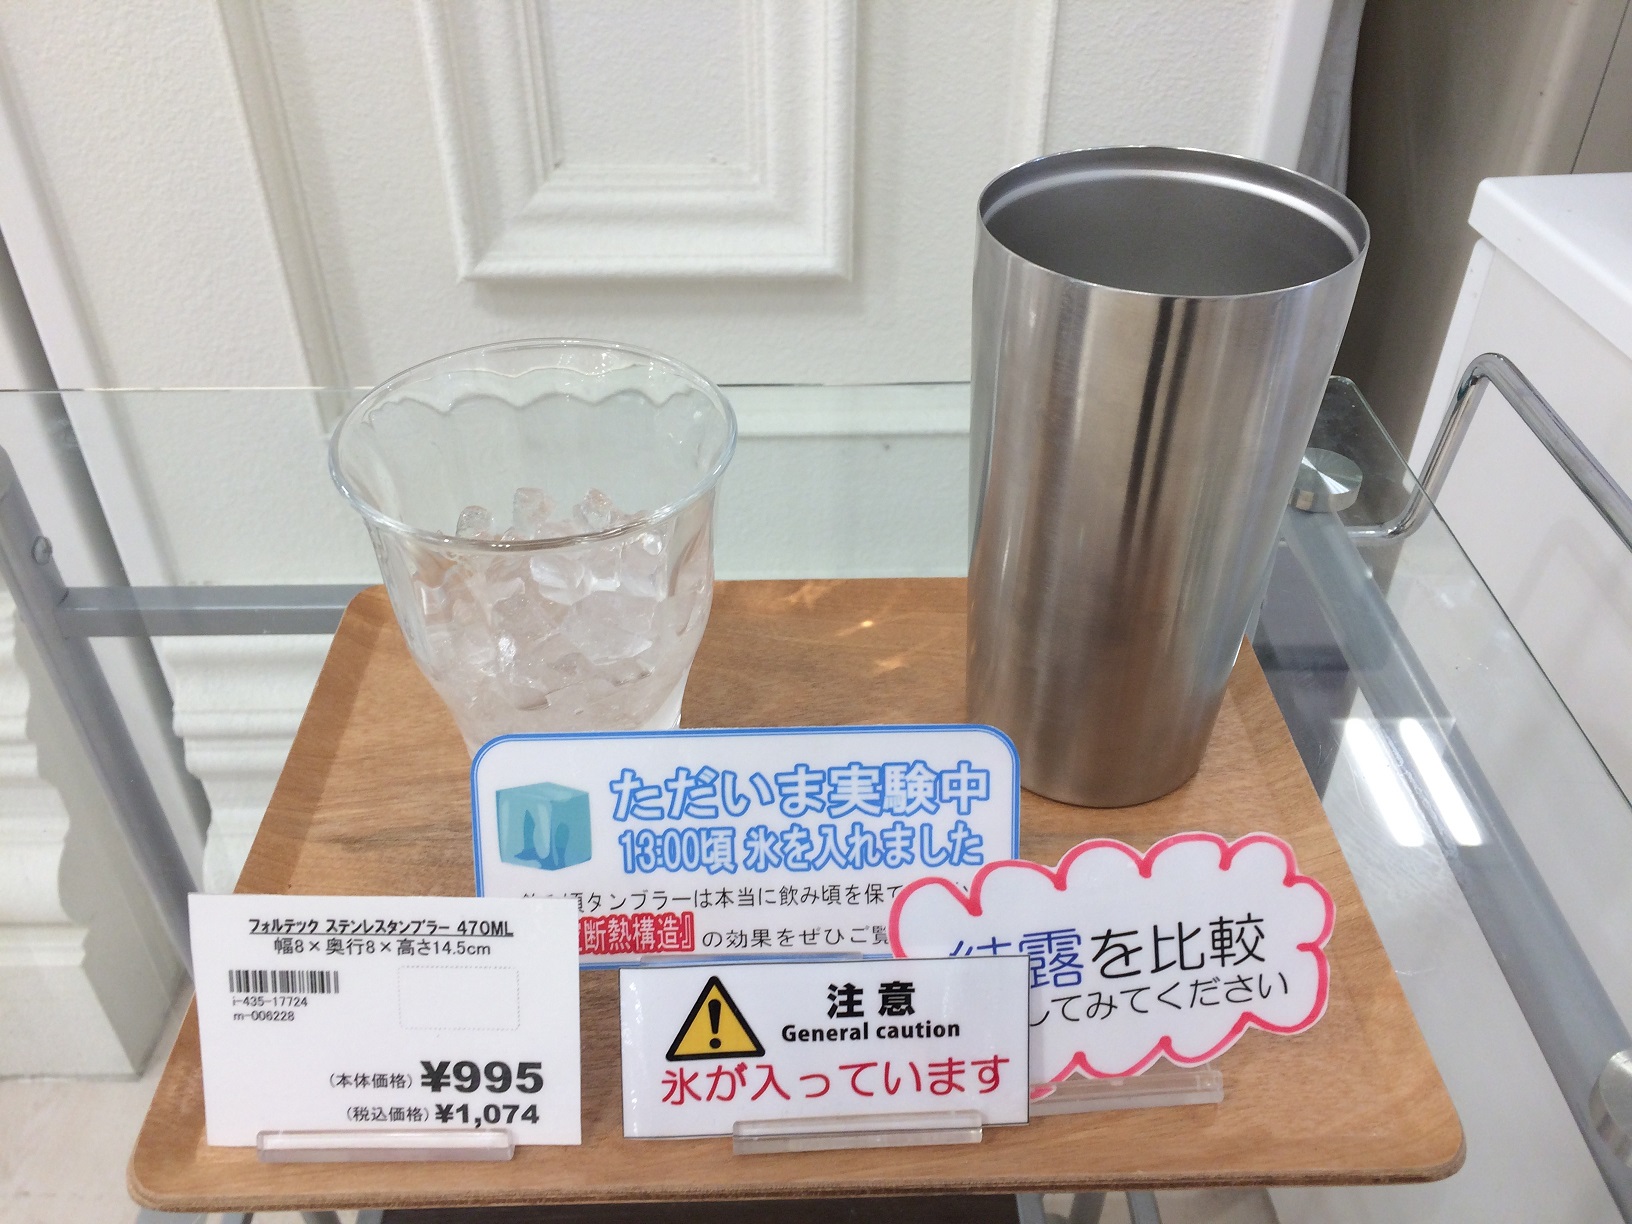 ただいま実験中
13:00頃 氷を入れました
頃タンブラーは本当に飲み頃を保て
断熱構造』の効果をぜひご覧
結露を比較
してみてください
フォルテック ステンレスタンブラー 470ML
幅8×奥行8×高さ14.5cm
i-435-17724
m-006228
(本体価格) ¥995
(税込価格) ¥1,074
注意
General caution
氷が入っています